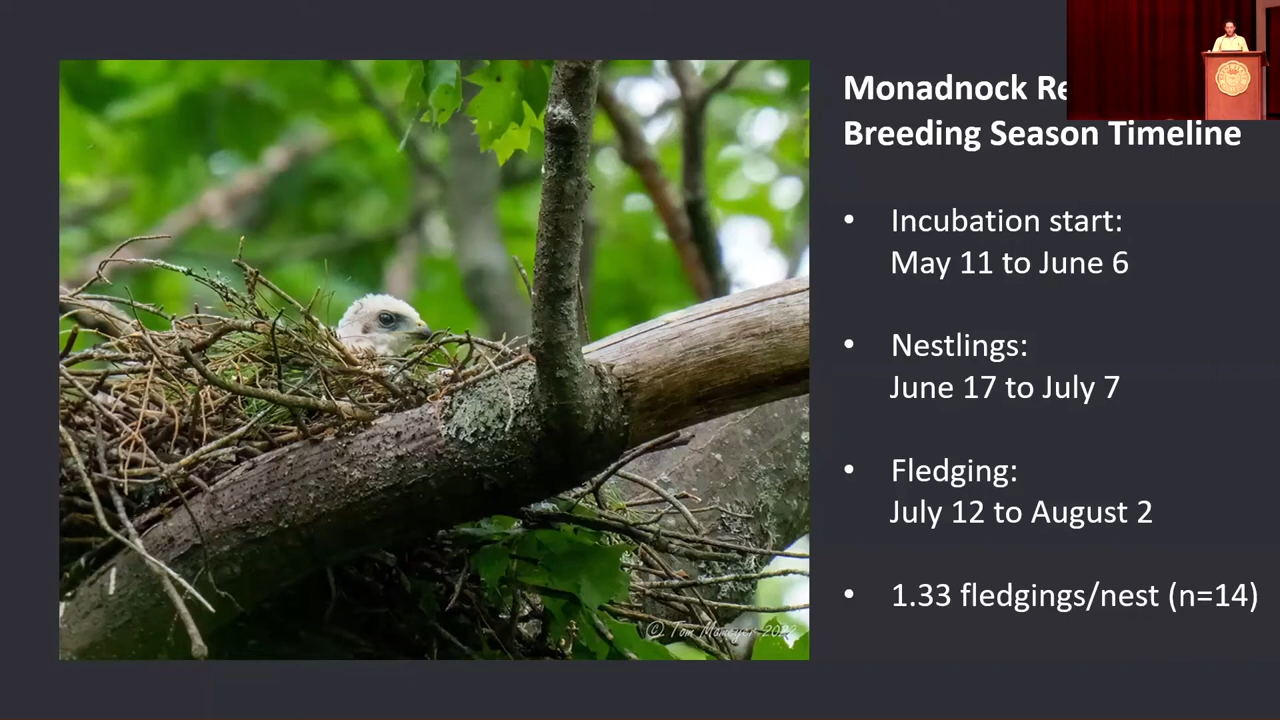 Monadnock Re
Breeding Season Timeline
• Incubation start:
May 11 to June 6
• Nestlings:
June 17 to July 7
• Fledging:
July 12 to August 2
• 1.33 fledgings/nest (n=14)
© Tom Momeyer 2022